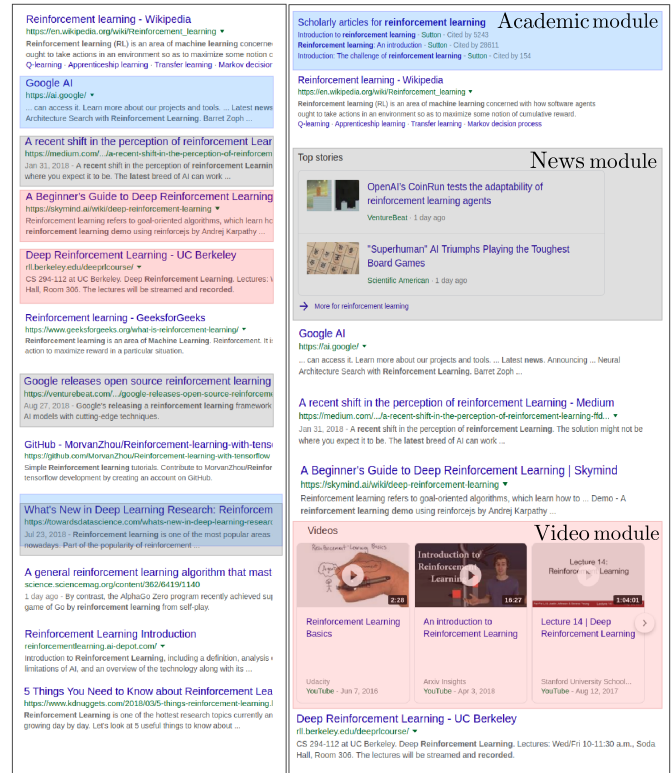 Reinforcement learning - Wikipedia
https://en.wikipedia.org/wiki/Reinforcement_learning
Reinforcement learning (RL) is an area of machine learning concerne
ought to take actions in an environment so as to maximize some notion c
Q-learning · Apprenticeship learning · Transfer learning · Markov decision
Google AI
https://ai.google/
... can access it. Learn more about our projects and tools. ... Latest news
Architecture Search with Reinforcement Learning. Barret Zoph ...
A recent shift in the perception of reinforcement lear
https://medium.com/.../a-recent-shift-in-the-perception-of-reinforcem
Jan 31, 2018 - A recent shift in the perception of reinforcement learnin
where you expect it to be. The latest breed of AI can work ...
A Beginner's Guide to Deep Reinforcement Learning
https://skymind.ai/wiki/deep-reinforcement-learning
Reinforcement learning refers to goal-oriented algorithms, which learn ho
reinforcement learning demo using reinforcejs by Andrej Karpathy ...
Deep Reinforcement Learning - UC Berkeley
rll.berkeley.edu/deeprlcourse/
CS 294-112 at UC Berkeley. Deep Reinforcement Learning. Lectures: W
Hall, Room 306. The lectures will be streamed and recorded.
Reinforcement learning - GeeksforGeeks
https://www.geeksforgeeks.org/what-is-reinforcement-learning/
Reinforcement learning is an area of Machine Learning. Reinforcement. It is
action to maximize reward in a particular situation.
Google releases open source reinforcement learning
https://venturebeat.com/.../google-releases-open-source-reinforceme
Aug 27, 2018 - Google's releasing a reinforcement learning framework
AI models with cutting-edge techniques.
GitHub - MorvanZhou/Reinforcement-learning-with-tens
https://github.com/MorvanZhou/Reinforcement-learning-with-tensorflow
Simple Reinforcement learning tutorials. Contribute to MorvanZhou/Reinfor
tensorflow development by creating an account on GitHub.
What's New in Deep Learning Research: Reinforcem
https://towardsdatascience.com/whats-new-in-deep-learning-researc
Jul 23, 2018 - Reinforcement learning is one of the most popular areas
nowadays. Part of the popularity of reinforcement ...
A general reinforcement learning algorithm that mast
science.sciencemag.org/content/362/6419/1140
1 day ago - By contrast, the AlphaGo Zero program recently achieved sup
game of Go by reinforcement learning from self-play.
Reinforcement Learning Introduction
reinforcementlearning.ai-depot.com/
Introduction to Reinforcement Learning, including a definition, analysis o
limitations of AI, and an overview of the technology along with its ...
5 Things You Need to Know about Reinforcement Lea
https://www.kdnuggets.com/2018/03/5-things-reinforcement-learning.l
Reinforcement Learning is one of the hottest research topics currently an
growing day by day. Let's look at 5 useful things to know about ...
Academic module
Scholarly articles for reinforcement learning
Introduction to reinforcement learning - Sutton - Cited by 5243
Reinforcement learning: An introduction - Sutton - Cited by 28811
Introduction: The challenge of reinforcement learning - Sutton - Cited by 154
Reinforcement learning - Wikipedia
https://en.wikipedia.org/wiki/Reinforcement_learning
Reinforcement learning (RL) is an area of machine learning concerned with how software agents
ought to take actions in an environment so as to maximize some notion of cumulative reward.
Q-learning · Apprenticeship learning · Transfer learning · Markov decision process
Top stories
News module
OpenAI's CoinRun tests the adaptability of
reinforcement learning agents
VentureBeat · 1 day ago
"Superhuman" AI Triumphs Playing the Toughest
Board Games
Scientific American · 1 day ago
→ More for reinforcement learning
Google AI
https://ai.google/
... can access it. Learn more about our projects and tools. ... Latest news. Announcing ... Neural
Architecture Search with Reinforcement Learning. Barret Zoph ...
A recent shift in the perception of reinforcement learning - Medium
https://medium.com/.../a-recent-shift-in-the-perception-of-reinforcement-learning-ffd...
Jan 31, 2018 - A recent shift in the perception of reinforcement learning. The solution might not be
where you expect it to be. The latest breed of AI can work ...
A Beginner's Guide to Deep Reinforcement Learning | Skymind
https://skymind.ai/wiki/deep-reinforcement-learning
Reinforcement learning refers to goal-oriented algorithms, which learn how to ... Demo - A
reinforcement learning demo using reinforcejs by Andrej Karpathy ...
Videos
Video module
Reinforcement Learning Basics
2:28
Introduction to
Reinforcement
Learning
16:27
Lecture 14:
Reinforcement Learning
1:04:01
Reinforcement Learning
Basics
Udacity
YouTube - Jun 7, 2016
An introduction to
Reinforcement Learning
Arxiv Insights
YouTube - Apr 3, 2018
Lecture 14 | Deep
Reinforcement Learning
Stanford University School...
YouTube - Aug 12, 2017
Deep Reinforcement Learning - UC Berkeley
rll.berkeley.edu/deeprlcourse/
CS 294-112 at UC Berkeley. Deep Reinforcement Learning. Lectures: Wed/Fri 10-11:30 a.m., Soda
Hall, Room 306. The lectures will be streamed and recorded.